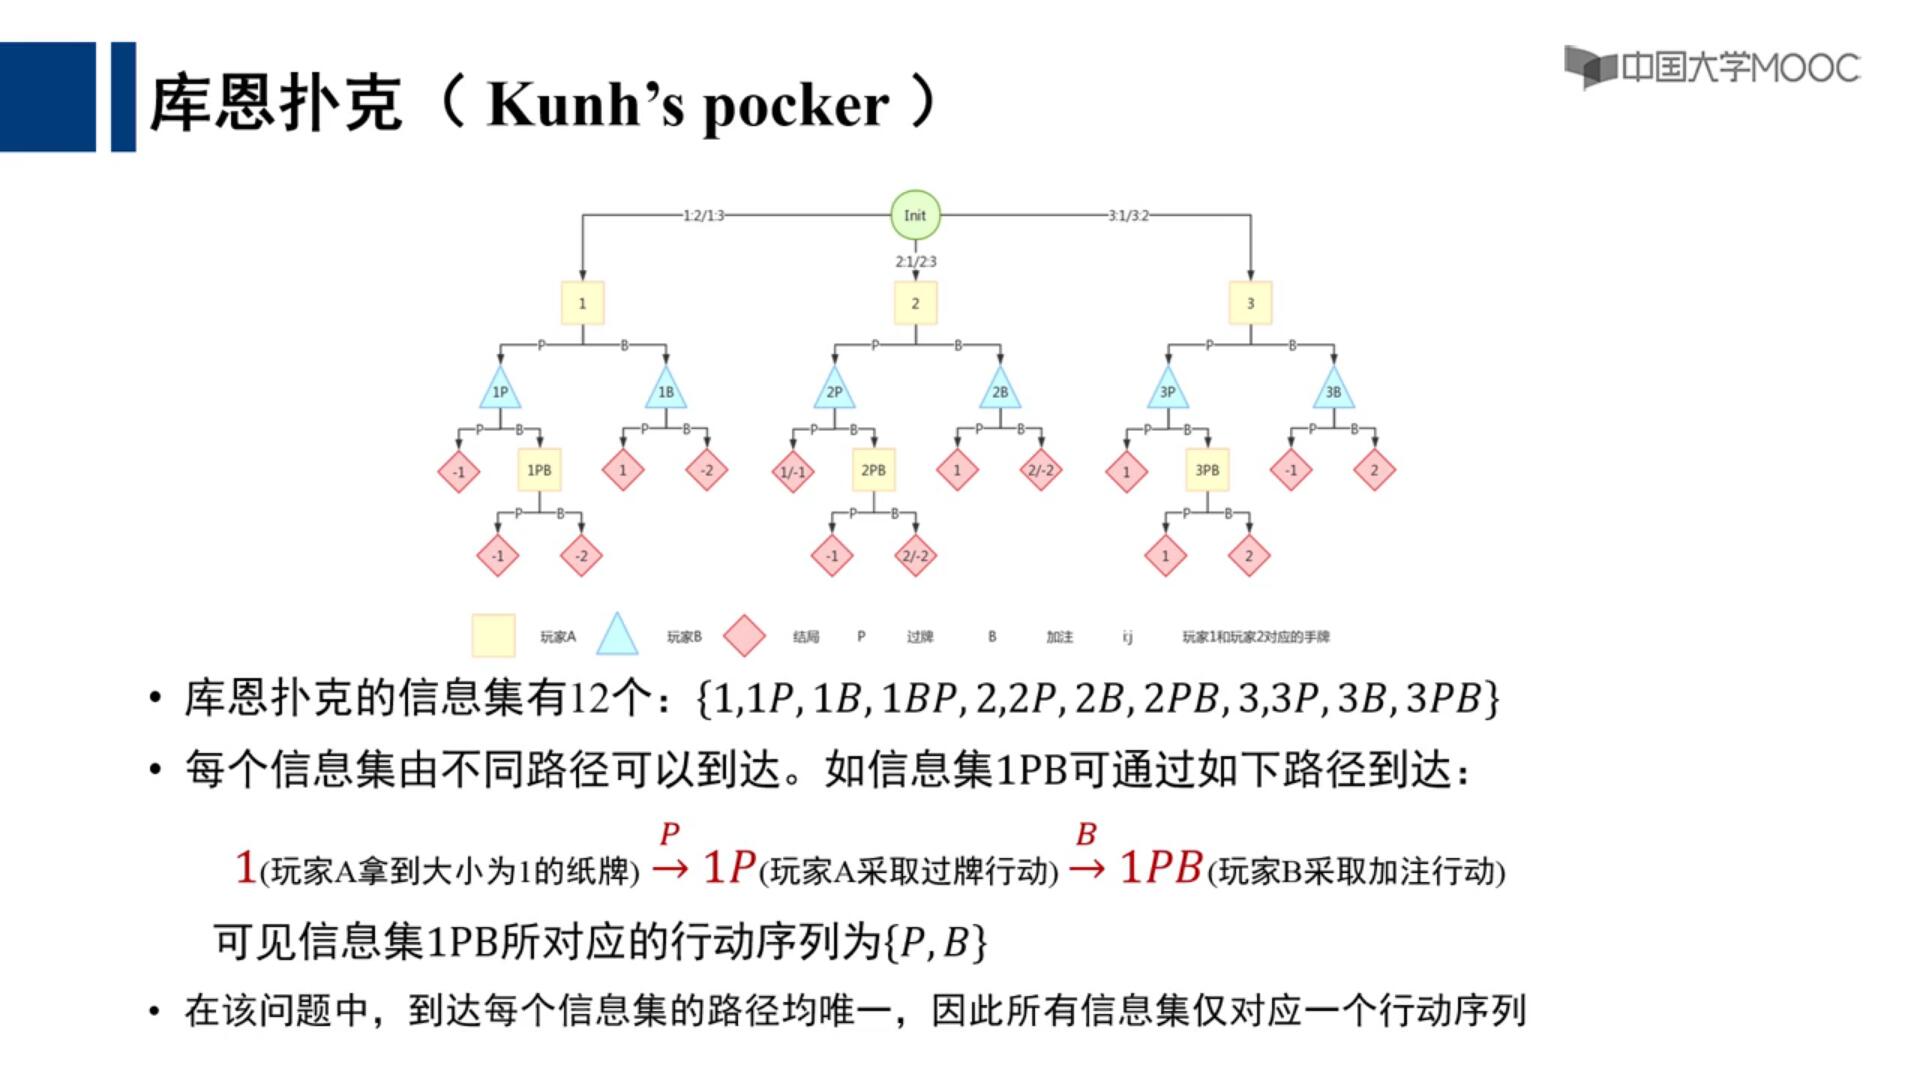 中国大学MOOC
库恩扑克（ Kunh’s pocker ）
Init
1:2/1:3
3:1/3:2
2:1/2:3
1 2 3
P B P B P B
1P 1B 2P 2B 3P 3B
P B P B P B P B P B P B
-1 1PB 1 -2 1/-1 2PB 1 2/-2 1 3PB -1 2
P B P B P B
-1 -2 -1 2/-2 1 2
玩家A 玩家B 结局 P 过牌 B 加注 i:j 玩家1和玩家2对应的手牌
• 库恩扑克的信息集有12个：{1,1P, 1B, 1BP, 2,2P, 2B, 2PB, 3,3P, 3B, 3PB}
• 每个信息集由不同路径可以到达。如信息集1PB可通过如下路径到达：
P B
1(玩家A拿到大小为1的纸牌) → 1P(玩家A采取过牌行动) → 1PB(玩家B采取加注行动)
可见信息集1PB所对应的行动序列为{P, B}
• 在该问题中，到达每个信息集的路径均唯一，因此所有信息集仅对应一个行动序列